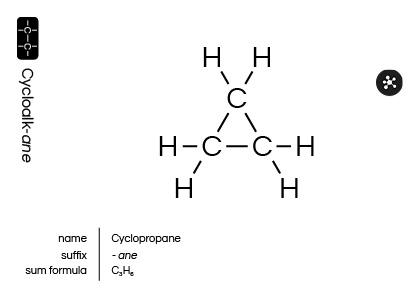 Cycloalk-ane
H H
C
H C C H
H H
name Cyclopropane
suffix - ane
sum formula C₃H₆